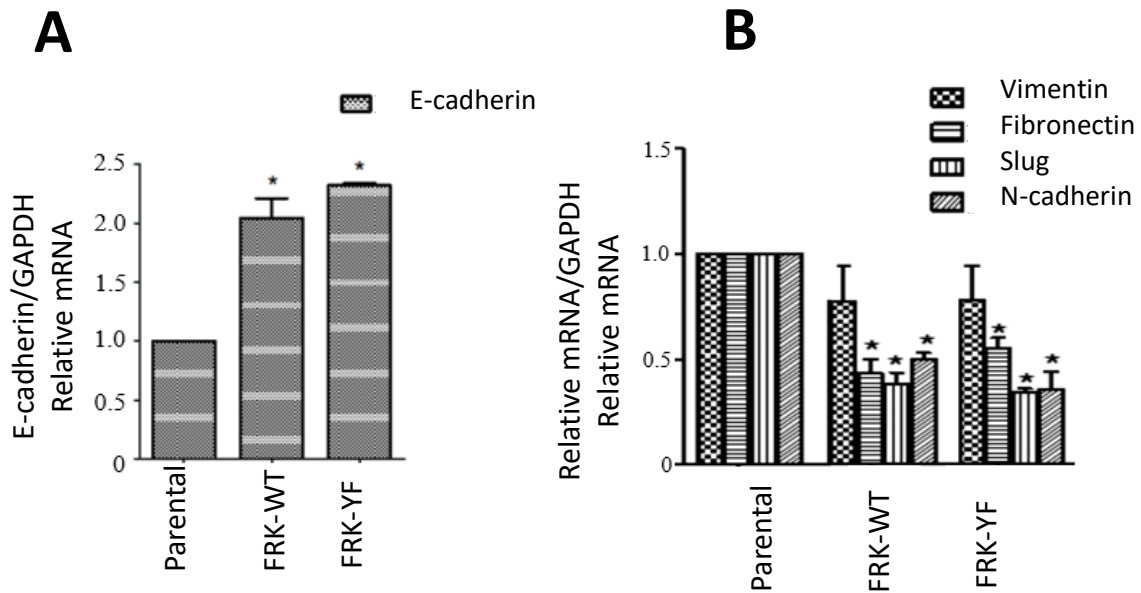 A
E-cadherin
E-cadherin/GAPDH
Relative mRNA
2.5
2.0
1.5
1.0
0.5
0
*
*
Parental
FRK-WT
FRK-YF
B
Vimentin
Fibronectin
Slug
N-cadherin
Relative mRNA/GAPDH
Relative mRNA
1.5
1.0
0.5
0
* * *
* * *
Parental
FRK-WT
FRK-YF